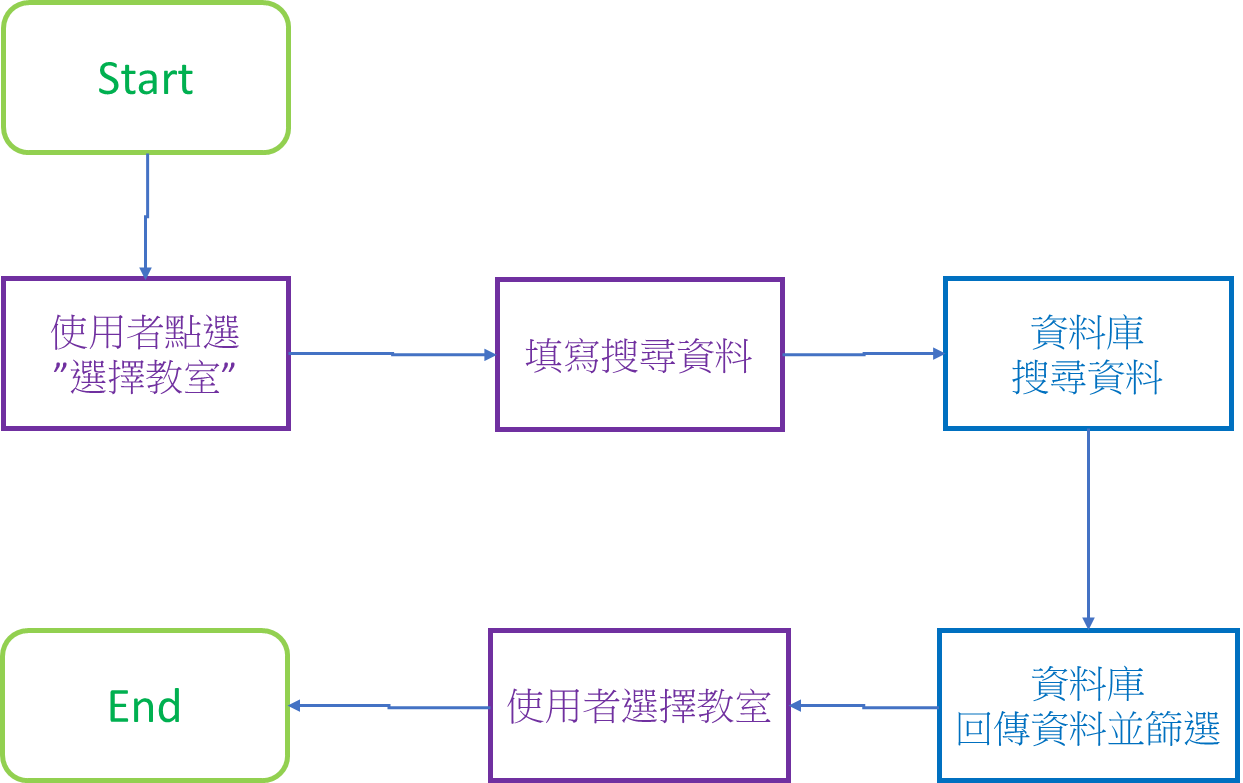 Start
使用者點選
”選擇教室”
填寫搜尋資料
資料庫
搜尋資料
資料庫
回傳資料並篩選
使用者選擇教室
End